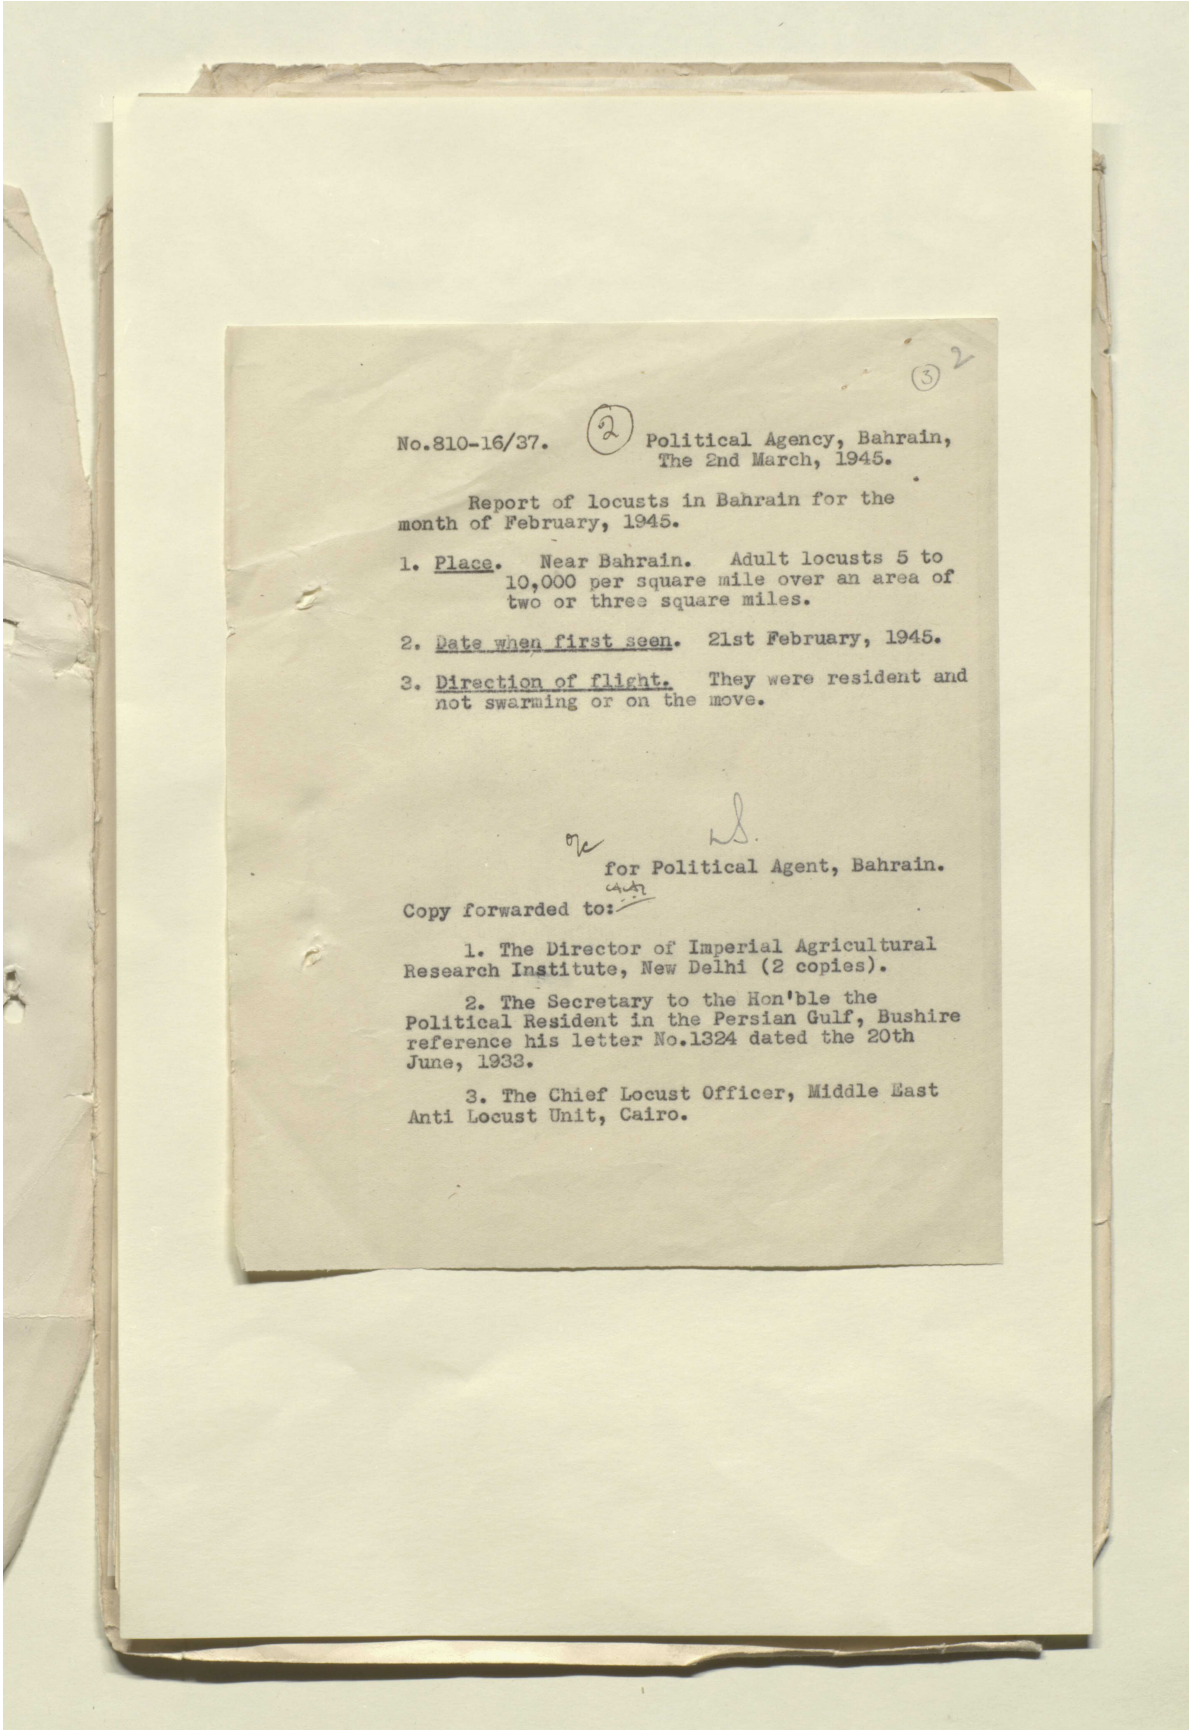 2
3
No.810-16/37.
2
Political Agency, Bahrain,
The 2nd March, 1945.
Report of locusts in Bahrain for the
month of February, 1945.
1. Place. Near Bahrain. Adult locusts 5 to
10,000 per square mile over an area of
two or three square miles.
2. Date when first seen. 21st February, 1945.
3. Direction of flight. They were resident and
not swarming or on the move.
for Political Agent, Bahrain.
Copy forwarded to:
1. The Director of Imperial Agricultural
Research Institute, New Delhi (2 copies).
2. The Secretary to the Hon'ble the
Political Resident in the Persian Gulf, Bushire
reference his letter No.1324 dated the 20th
June, 1933.
3. The Chief Locust Officer, Middle East
Anti Locust Unit, Cairo.